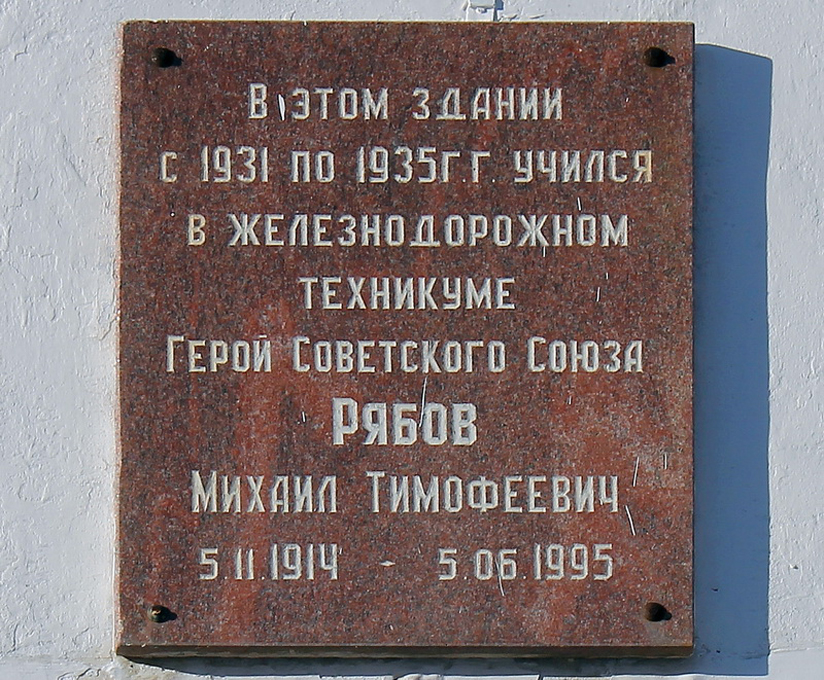 В этом здании
с 1931 по 1935г.г. учился
в железнодорожном
техникуме
Герой Советского Союза
РЯБОВ
Михаил Тимофеевич
5.11.1914 - 5.06.1995